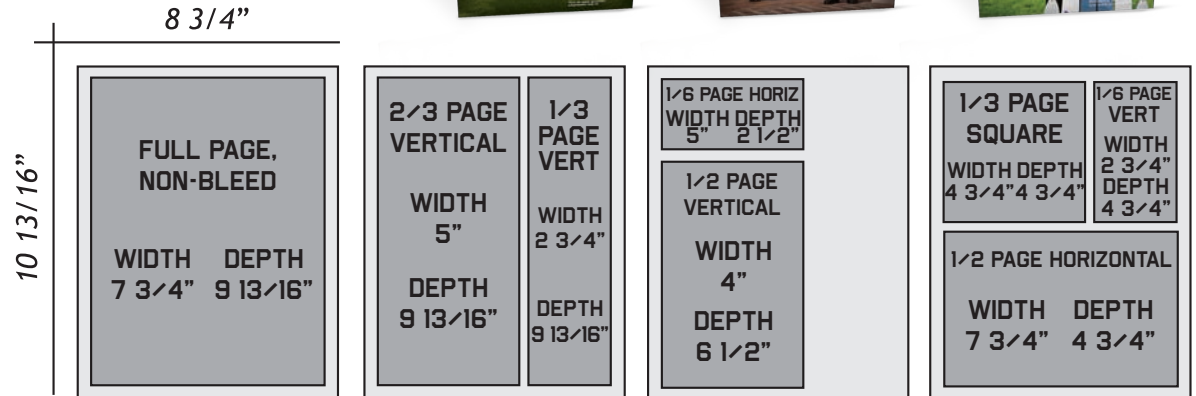 8 3/4”
10 13/16”
FULL PAGE,
NON-BLEED
WIDTH DEPTH
7 3/4” 9 13/16”
2/3 PAGE
VERTICAL
WIDTH
5”
DEPTH
9 13/16”
1/3
PAGE
VERT
WIDTH
2 3/4”
DEPTH
9 13/16”
1/6 PAGE HORIZ
WIDTH DEPTH
5” 2 1/2”
1/2 PAGE
VERTICAL
WIDTH
4”
DEPTH
6 1/2”
1/3 PAGE
SQUARE
WIDTH DEPTH
4 3/4” 4 3/4”
1/6 PAGE
VERT
WIDTH
2 3/4”
DEPTH
4 3/4”
1/2 PAGE HORIZONTAL
WIDTH DEPTH
7 3/4” 4 3/4”